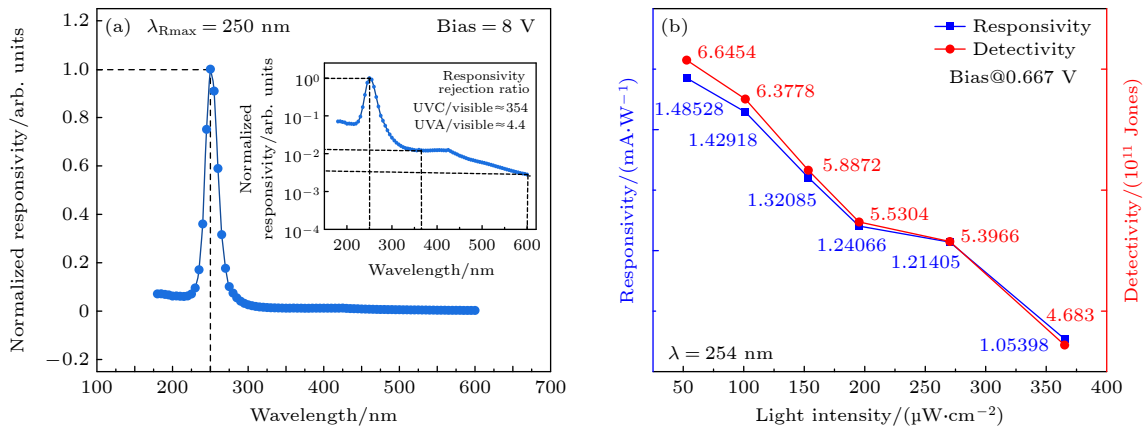 (a)
λRmax = 250 nm
Bias = 8 V
Normalized responsivity/arb. units
1.2
1.0
0.8
0.6
0.4
0.2
0
−0.2
100
200
300
400
500
600
700
Wavelength/nm
Normalized
responsivity/arb. units
10⁰
10⁻¹
10⁻²
10⁻³
10⁻⁴
Responsivity
rejection ratio
UVC/visible≈354
UVA/visible≈4.4
200
300
400
500
600
Wavelength/nm
(b)
Responsivity
Detectivity
Bias@0.667 V
Responsivity/(mA·W⁻¹)
Detectivity/(10¹¹ Jones)
6.6454
6.3778
5.8872
5.5304
5.3966
4.683
1.48528
1.42918
1.32085
1.24066
1.21405
1.05398
λ = 254 nm
50
100
150
200
250
300
350
400
Light intensity/(μW·cm⁻²)